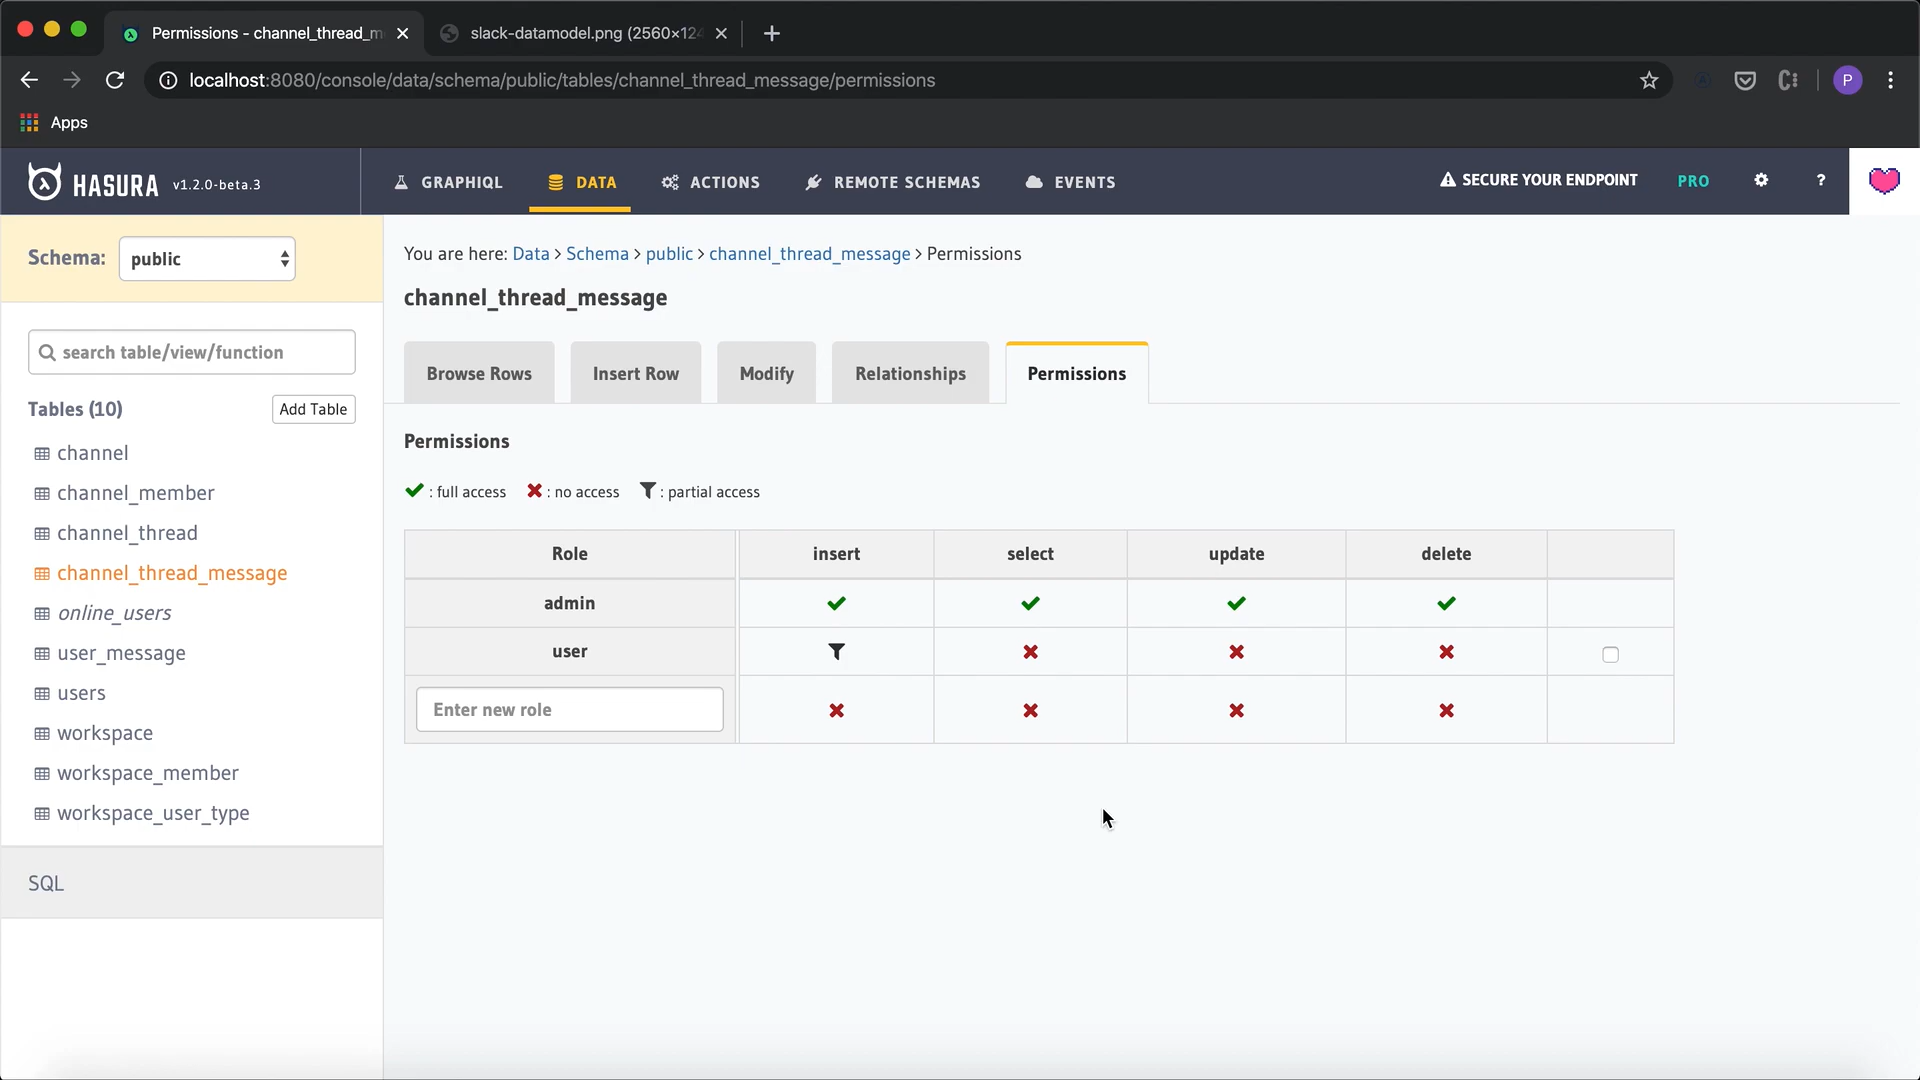 Permissions - channel_thread_m
slack-datamodel.png (2560×124
localhost:8080/console/data/schema/public/tables/channel_thread_message/permissions
P
Apps
HASURA v1.2.0-beta.3
GRAPHIQL
DATA
ACTIONS
REMOTE SCHEMAS
EVENTS
SECURE YOUR ENDPOINT
PRO
?
Schema: public
search table/view/function
Tables (10)
Add Table
channel
channel_member
channel_thread
channel_thread_message
online_users
user_message
users
workspace
workspace_member
workspace_user_type
SQL
You are here: Data > Schema > public > channel_thread_message > Permissions
channel_thread_message
Browse Rows
Insert Row
Modify
Relationships
Permissions
Permissions
: full access : no access : partial access
Role insert select update delete
admin
user
Enter new role